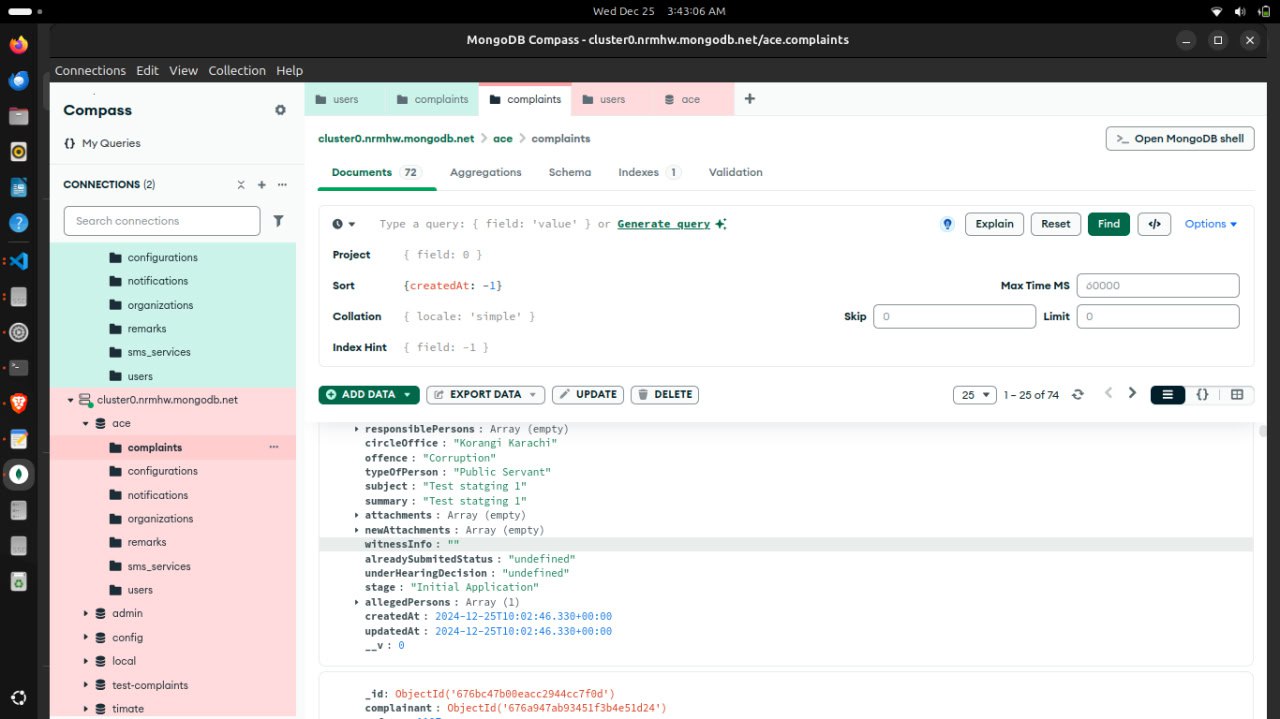 Wed Dec 25 3:43:06 AM
MongoDB Compass - cluster0.nrmhw.mongodb.net/ace.complaints
Connections Edit View Collection Help
Compass
{} My Queries
CONNECTIONS (2)
Search connections
configurations
notifications
organizations
remarks
sms_services
users
cluster0.nrmhw.mongodb.net
ace
complaints
configurations
notifications
organizations
remarks
sms_services
users
admin
config
local
test-complaints
timate
users complaints complaints users ace +
cluster0.nrmhw.mongodb.net > ace > complaints
>_ Open MongoDB shell
Documents 72 Aggregations Schema Indexes 1 Validation
Type a query: { field: 'value' } or Generate query
Explain Reset Find </> Options
Project { field: 0 }
Sort {createdAt: -1}
Max Time MS 60000
Collation { locale: 'simple' }
Skip 0 Limit 0
Index Hint { field: -1 }
ADD DATA EXPORT DATA UPDATE DELETE
25 1 – 25 of 74 {}
responsiblePersons : Array (empty)
circleOffice : "Korangi Karachi"
offence : "Corruption"
typeOfPerson : "Public Servant"
subject : "Test statging 1"
summary : "Test statging 1"
attachments : Array (empty)
newAttachments : Array (empty)
witnessInfo : ""
alreadySubmitedStatus : "undefined"
underHearingDecision : "undefined"
stage : "Initial Application"
allegedPersons : Array (1)
createdAt : 2024-12-25T10:02:46.330+00:00
updatedAt : 2024-12-25T10:02:46.330+00:00
__v : 0
_id: ObjectId('676bc47b00eacc2944cc7f0d')
complainant : ObjectId('676a947ab93451f3b4e51d24')